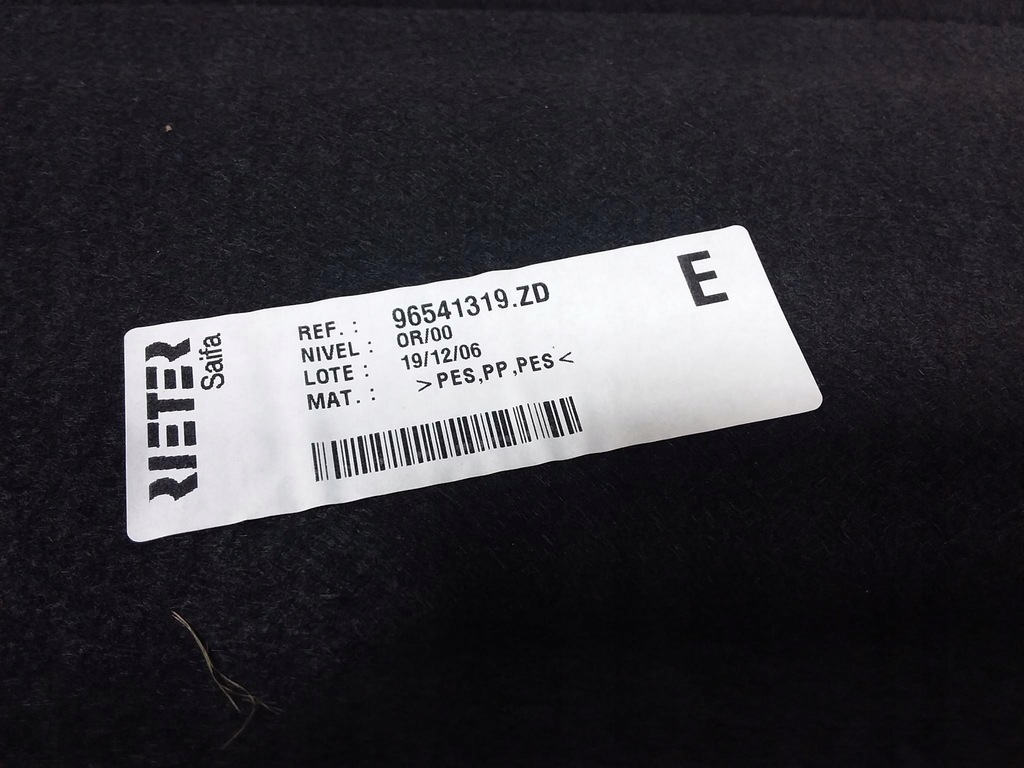 RIETER
Saifa
REF. : 96541319.ZD
NIVEL : OR/00
LOTE : 19/12/06
MAT. : >PES,PP,PES<
E